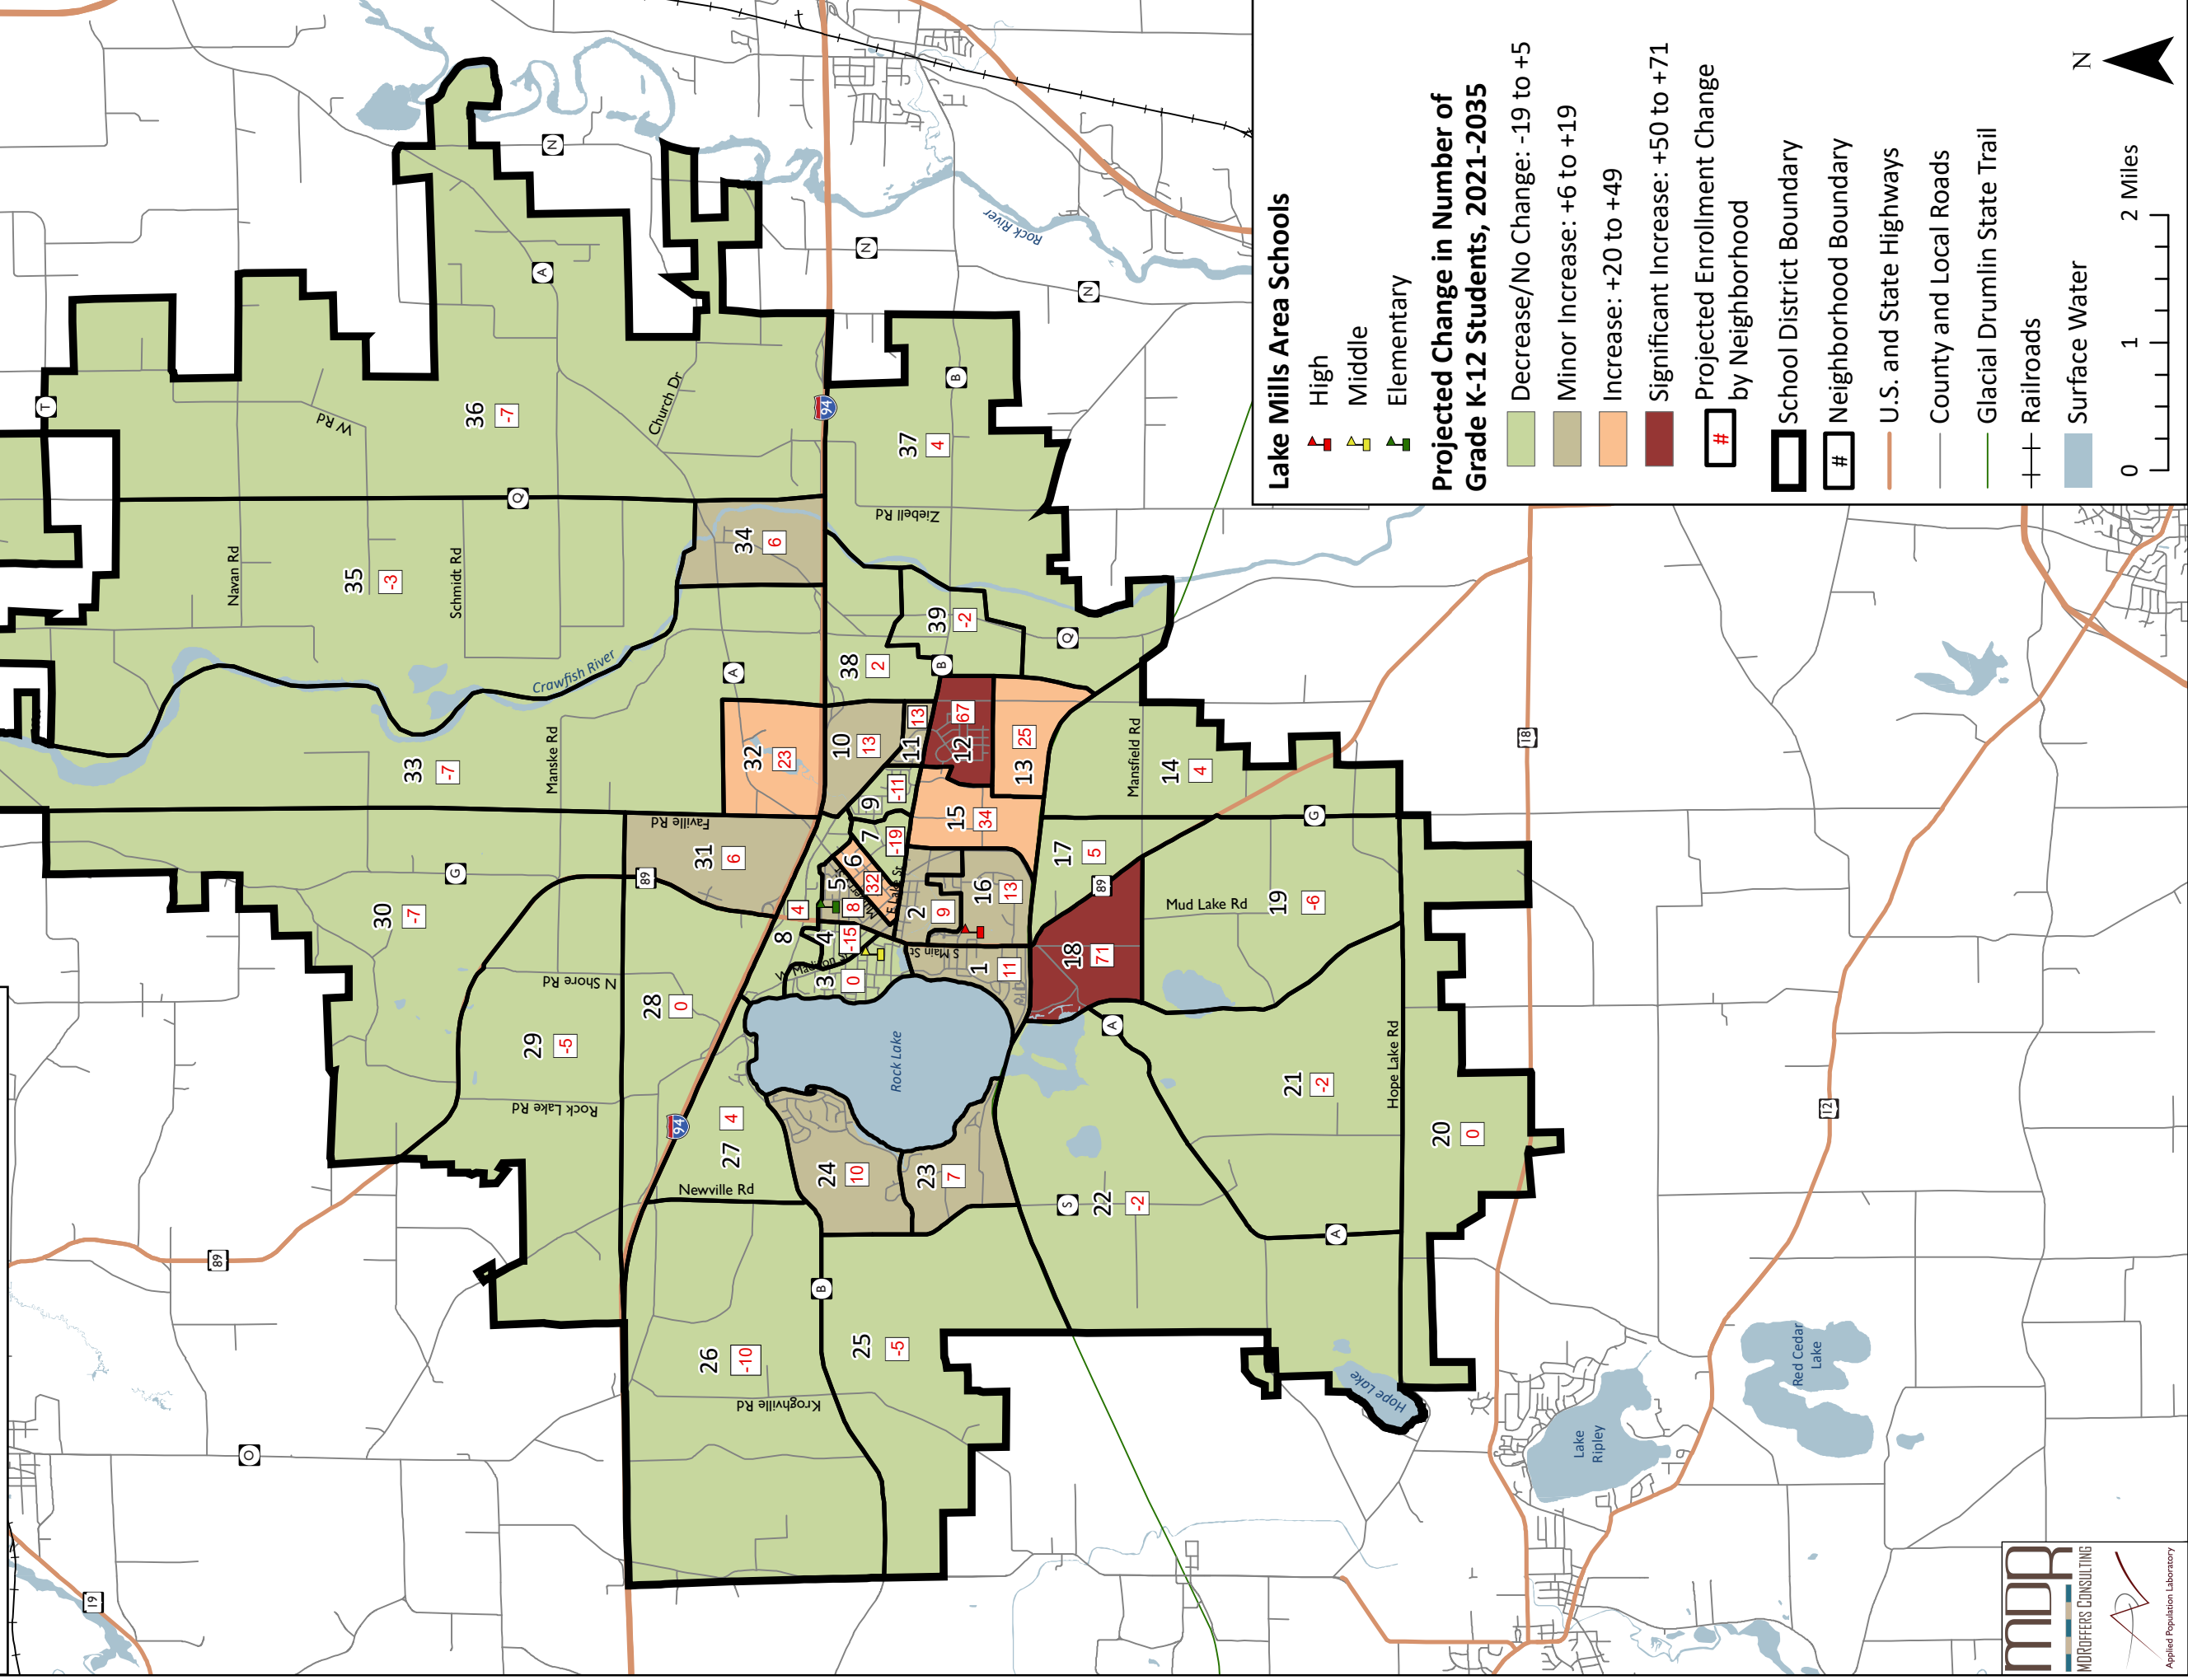 Lake Mills Area Schools
High
Middle
Elementary
Projected Change in Number of
Grade K-12 Students, 2021-2035
Decrease/No Change: -19 to +5
Minor Increase: +6 to +19
Increase: +20 to +49
Significant Increase: +50 to +71
# Projected Enrollment Change
by Neighborhood
School District Boundary
# Neighborhood Boundary
U.S. and State Highways
County and Local Roads
Glacial Drumlin State Trail
Railroads
Surface Water
0 1 2 Miles
N
MDR
MDROFFERS CONSULTING
Applied Population Laboratory
1
11
2
9
3
0
4
-15
5
8
6
32
7
-19
8
4
9
-11
10
13
11
13
12
67
13
25
14
4
15
34
16
13
17
5
18
71
19
-6
20
0
21
-2
22
-2
23
7
24
10
25
-5
26
-10
27
4
28
0
29
-5
30
-7
31
6
32
23
33
-7
34
6
35
-3
36
-7
37
4
38
2
39
-2
Navan Rd
Schmidt Rd
Manske Rd
Church Dr
W Rd
Ziebell Rd
Faville Rd
N Shore Rd
Rock Lake Rd
Newville Rd
Kroghville Rd
Mansfield Rd
Mud Lake Rd
Hope Lake Rd
S Main St
E Lake St
W Madison St
Crawfish River
Rock River
Rock Lake
Hope Lake
Lake
Ripley
Red Cedar
Lake
T
N
A
N
N
Q
A
B
B
Q
G
G
A
S
A
B
O
94
94
89
89
89
19
18
12